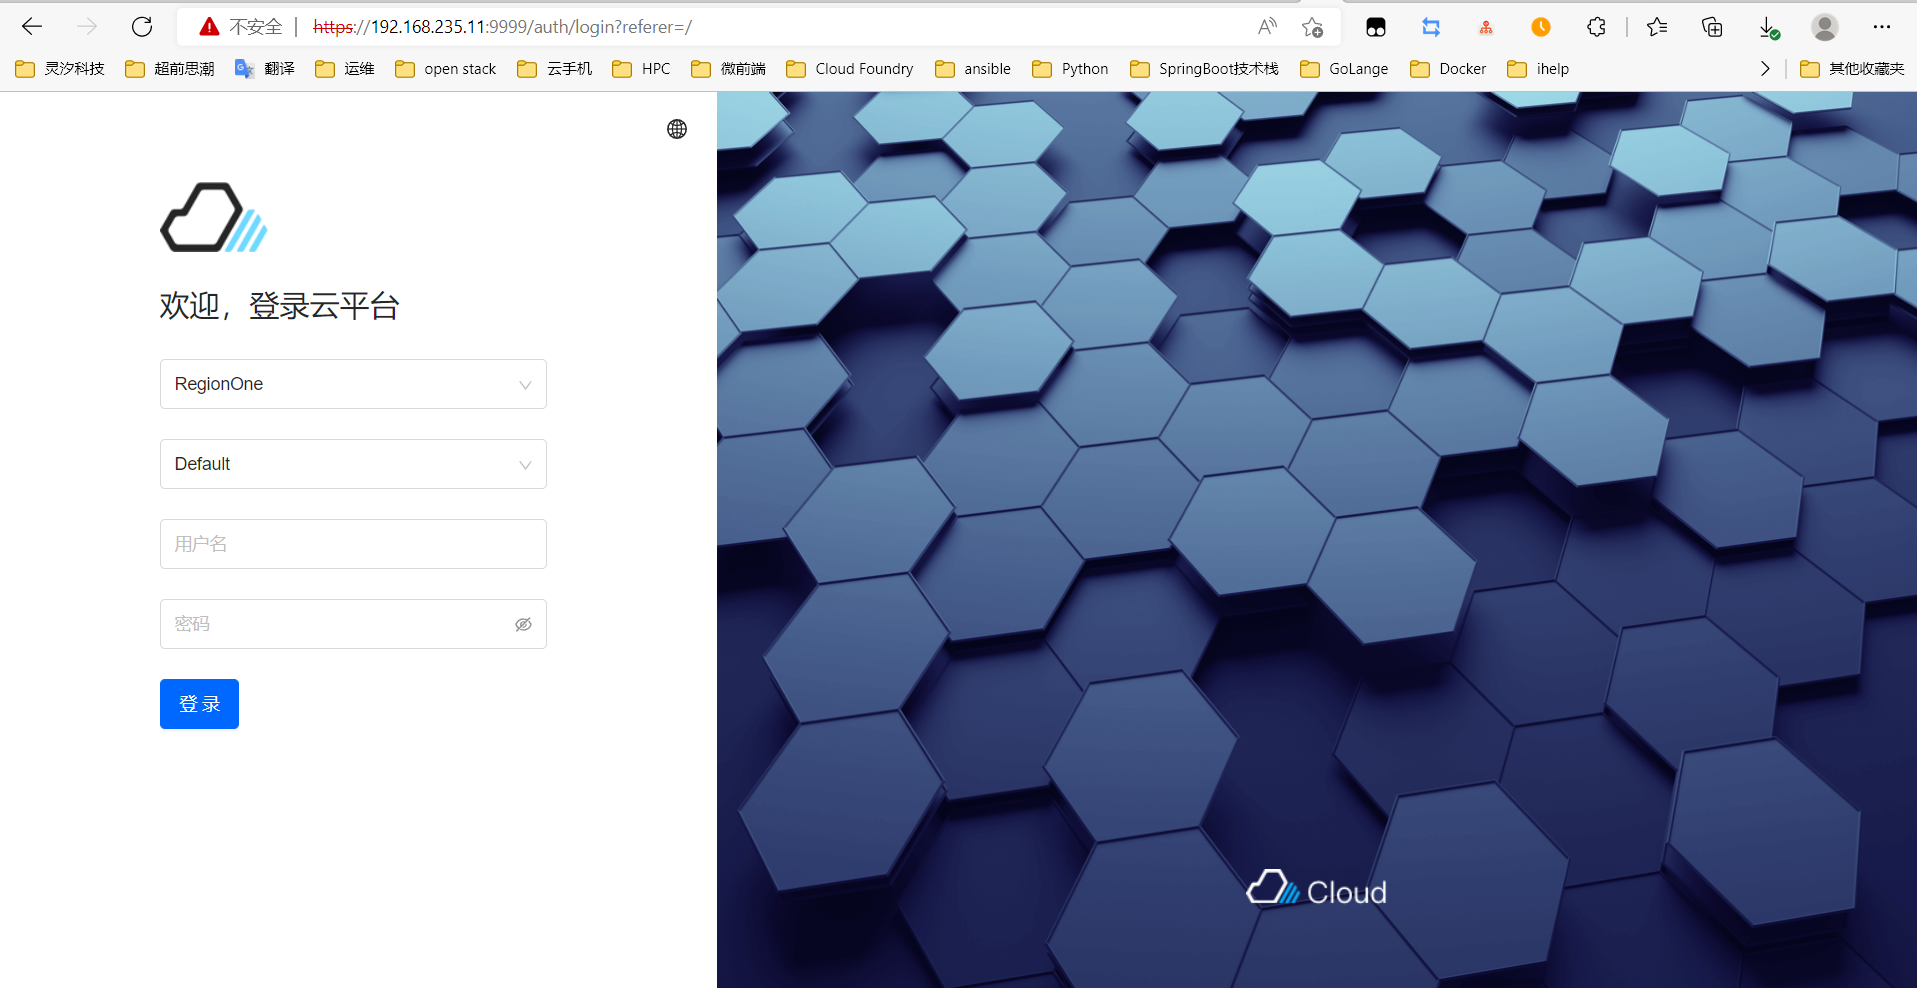 不安全 https://192.168.235.11:9999/auth/login?referer=/
灵汐科技 超前思潮 翻译 运维 open stack 云手机 HPC 微前端 Cloud Foundry ansible Python SpringBoot技术栈 GoLange Docker ihelp 其他收藏夹
欢迎，登录云平台
RegionOne
Default
用户名
密码
登录
Cloud